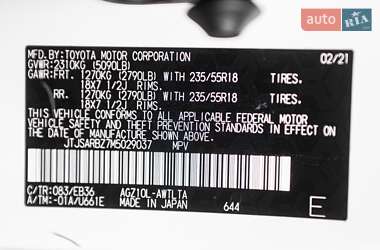 auto RIA
MFD.BY:TOYOTA MOTOR CORPORATION 02/21
GVWR:2310KG (5090LB)
GAWR:FRT. 1270KG (2790LB) WITH 235/55R18 TIRES.
18X7 1/2J RIMS.
RR. 1270KG (2790LB) WITH 235/55R18 TIRES.
18X7 1/2J RIMS.
THIS VEHICLE CONFORMS TO ALL APPLICABLE FEDERAL MOTOR
VEHICLE SAFETY AND THEFT PREVENTION
STANDARDS IN EFFECT ON
THE DATE OF MANUFACTURE SHOWN ABOVE.
JTJSARBZ7M5029037 MPV
C/TR:083/EB36 AGZ10L-AWTLTA
A/TM:-01A/U661E MADE IN JAPAN 644 E